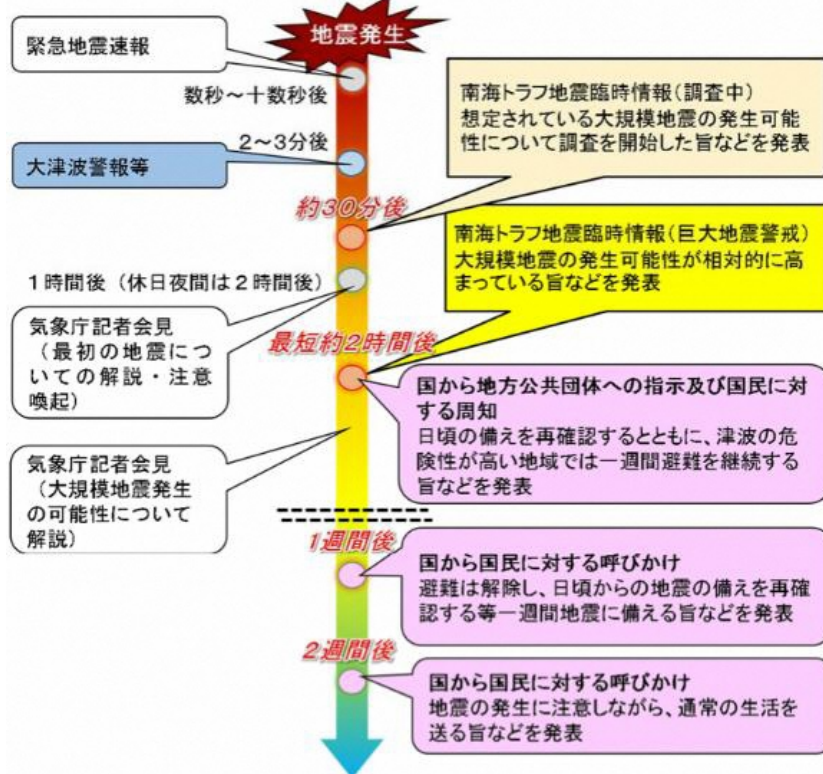 地震発生
緊急地震速報
数秒～十数秒後
2～3分後
大津波警報等
南海トラフ地震臨時情報（調査中）
想定されている大規模地震の発生可能
性について調査を開始した旨などを発表
約30分後
南海トラフ地震臨時情報（巨大地震警戒）
大規模地震の発生可能性が相対的に高
まっている旨などを発表
1時間後（休日夜間は2時間後）
気象庁記者会見
（最初の地震につ
いての解説・注意
喚起）
最短約2時間後
国から地方公共団体への指示及び国民に対
する周知
日頃の備えを再確認するとともに、津波の危
険性が高い地域では一週間避難を継続する
旨などを発表
気象庁記者会見
（大規模地震発生
の可能性について
解説）
1週間後
国から国民に対する呼びかけ
避難は解除し、日頃からの地震の備えを再確
認する等一週間地震に備える旨などを発表
2週間後
国から国民に対する呼びかけ
地震の発生に注意しながら、通常の生活を
送る旨などを発表